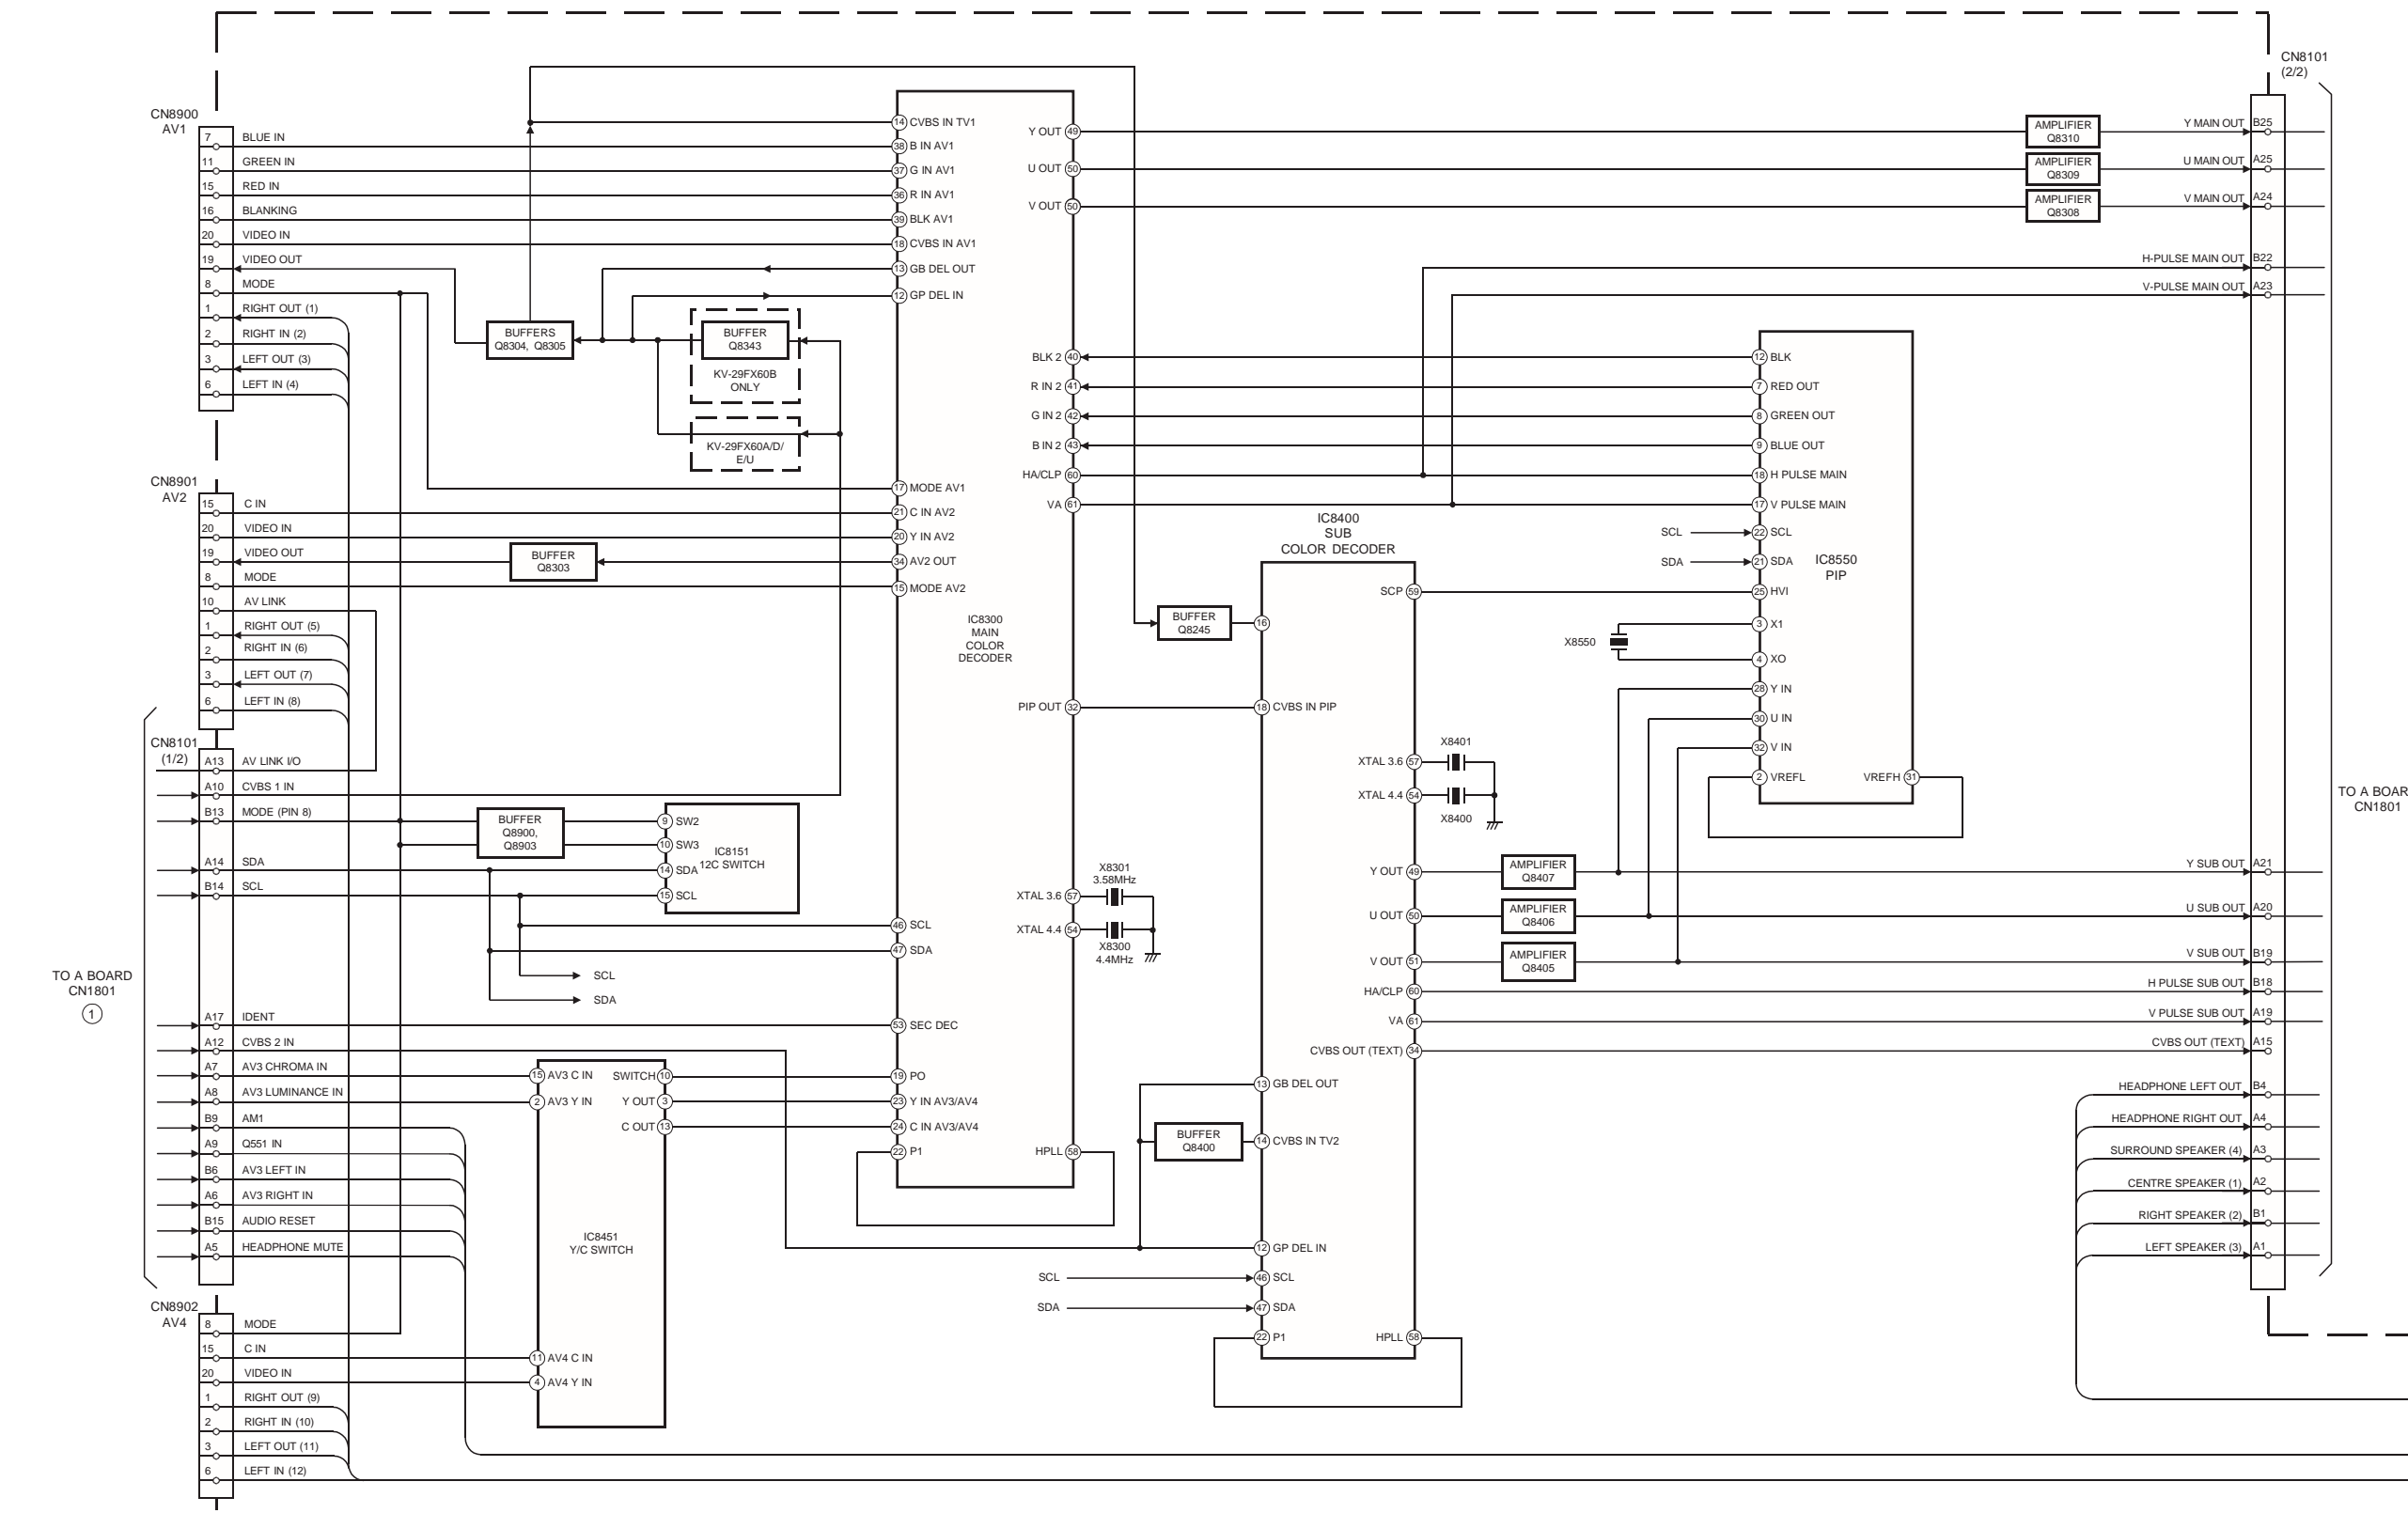 CN8101
(2/2)
CN8900
AV1
7 BLUE IN
11 GREEN IN
15 RED IN
16 BLANKING
20 VIDEO IN
19 VIDEO OUT
8 MODE
1 RIGHT OUT (1)
2 RIGHT IN (2)
3 LEFT OUT (3)
6 LEFT IN (4)
CN8901
AV2
15 C IN
20 VIDEO IN
19 VIDEO OUT
8 MODE
10 AV LINK
1 RIGHT OUT (5)
2 RIGHT IN (6)
3 LEFT OUT (7)
6 LEFT IN (8)
CN8101
(1/2)
A13 AV LINK I/O
A10 CVBS 1 IN
B13 MODE (PIN 8)
A14 SDA
B14 SCL
TO A BOARD
CN1801
1
A17 IDENT
A12 CVBS 2 IN
A7 AV3 CHROMA IN
A8 AV3 LUMINANCE IN
B9 AM1
A9 Q551 IN
B6 AV3 LEFT IN
A6 AV3 RIGHT IN
B15 AUDIO RESET
A5 HEADPHONE MUTE
CN8902
AV4
8 MODE
15 C IN
20 VIDEO IN
1 RIGHT OUT (9)
2 RIGHT IN (10)
3 LEFT OUT (11)
6 LEFT IN (12)
BUFFERS
Q8304, Q8305
BUFFER
Q8343
KV-29FX60B
ONLY
KV-29FX60A/D/
E/U
BUFFER
Q8303
BUFFER
Q8900,
Q8903
9 SW2
10 SW3
14 SDA
15 SCL
IC8151
12C SWITCH
SCL
SDA
15 AV3 C IN
2 AV3 Y IN
SWITCH 10
Y OUT 3
C OUT 13
IC8451
Y/C SWITCH
11 AV4 C IN
4 AV4 Y IN
14 CVBS IN TV1
38 B IN AV1
37 G IN AV1
36 R IN AV1
39 BLK AV1
18 CVBS IN AV1
13 GB DEL OUT
12 GP DEL IN
17 MODE AV1
21 C IN AV2
20 Y IN AV2
34 AV2 OUT
15 MODE AV2
IC8300
MAIN
COLOR
DECODER
46 SCL
47 SDA
53 SEC DEC
19 PO
23 Y IN AV3/AV4
24 C IN AV3/AV4
22 P1
Y OUT 49
U OUT 50
V OUT 50
BLK 2 40
R IN 2 41
G IN 2 42
B IN 2 43
HA/CLP 60
VA 61
PIP OUT 32
XTAL 3.6 57
XTAL 4.4 54
HPLL 58
X8301
3.58MHz
X8300
4.4MHz
BUFFER
Q8245
IC8400
SUB
COLOR DECODER
16
18 CVBS IN PIP
13 GB DEL OUT
BUFFER
Q8400
14 CVBS IN TV2
12 GP DEL IN
SCL 46 SCL
SDA 47 SDA
22 P1
SCP 59
XTAL 3.6 57
XTAL 4.4 54
X8401
X8400
Y OUT 49
U OUT 50
V OUT 51
HA/CLP 60
VA 61
CVBS OUT (TEXT) 34
HPLL 58
AMPLIFIER
Q8407
AMPLIFIER
Q8406
AMPLIFIER
Q8405
12 BLK
7 RED OUT
8 GREEN OUT
9 BLUE OUT
18 H PULSE MAIN
17 V PULSE MAIN
SCL 22 SCL
SDA 21 SDA
IC8550
PIP
25 HVI
X8550
3 X1
4 XO
28 Y IN
30 U IN
32 V IN
2 VREFL
VREFH 31
AMPLIFIER
Q8310
AMPLIFIER
Q8309
AMPLIFIER
Q8308
Y MAIN OUT B25
U MAIN OUT A25
V MAIN OUT A24
H-PULSE MAIN OUT B22
V-PULSE MAIN OUT A23
Y SUB OUT A21
U SUB OUT A20
V SUB OUT B19
H PULSE SUB OUT B18
V PULSE SUB OUT A19
CVBS OUT (TEXT) A15
HEADPHONE LEFT OUT B4
HEADPHONE RIGHT OUT A4
SURROUND SPEAKER (4) A3
CENTRE SPEAKER (1) A2
RIGHT SPEAKER (2) B1
LEFT SPEAKER (3) A1
TO A BOAR
CN1801